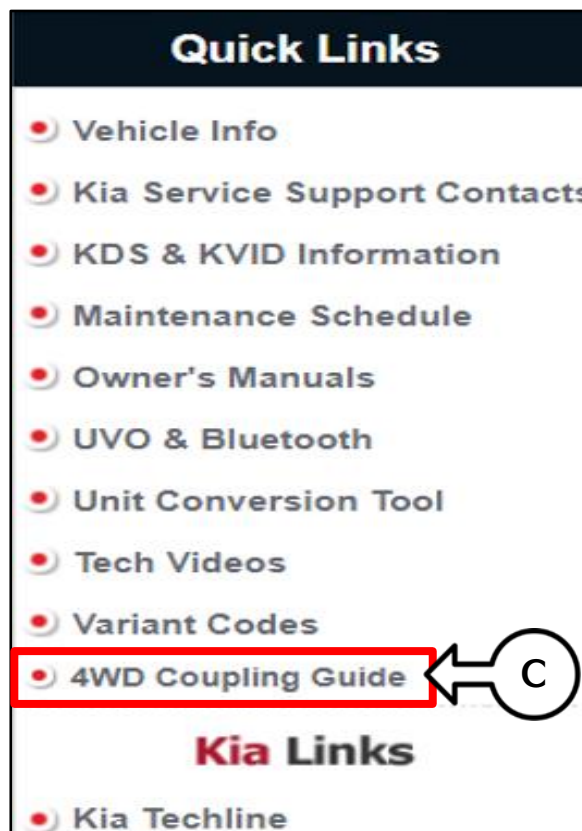 Quick Links
Vehicle Info
Kia Service Support Contacts
KDS & KVID Information
Maintenance Schedule
Owner's Manuals
UVO & Bluetooth
Unit Conversion Tool
Tech Videos
Variant Codes
4WD Coupling Guide C
Kia Links
Kia Techline